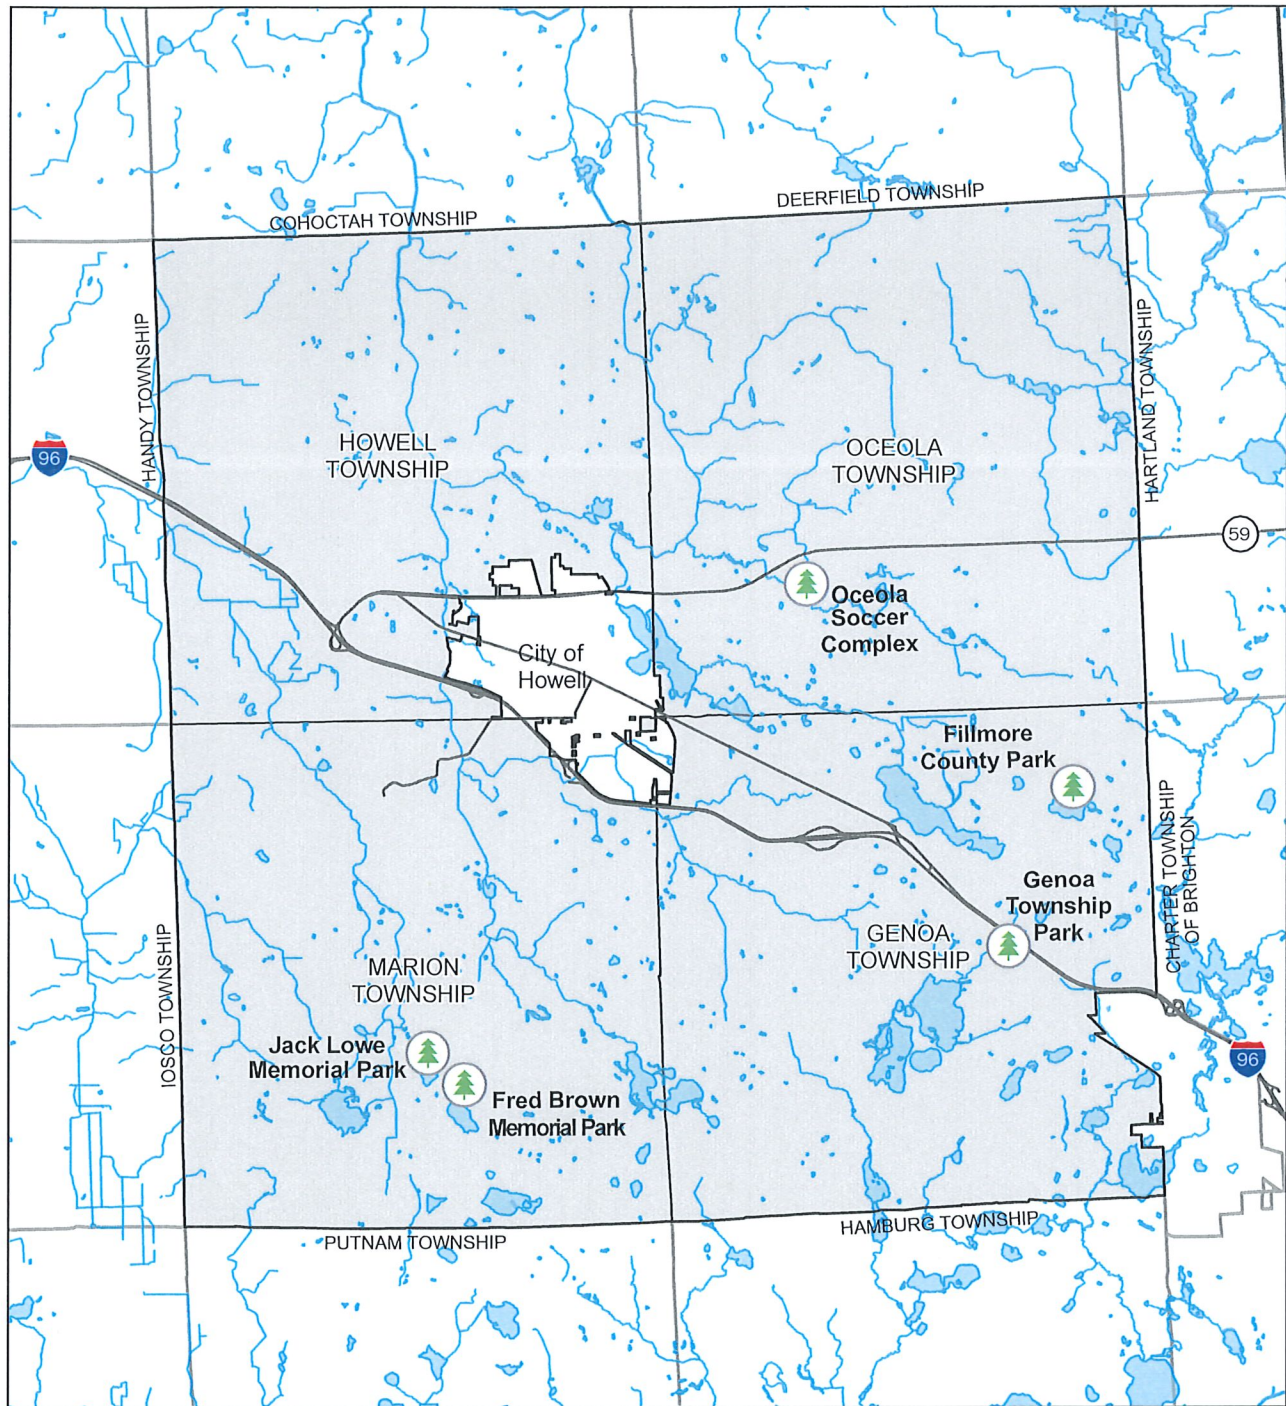 COHOCTAH TOWNSHIP
DEERFIELD TOWNSHIP
HANDY TOWNSHIP
HARTLAND TOWNSHIP
96
HOWELL
TOWNSHIP
OCEOLA
TOWNSHIP
59
Oceola
Soccer
Complex
City of
Howell
Fillmore
County Park
CHARTER TOWNSHIP
OF BRIGHTON
Genoa
Township
Park
GENOA
TOWNSHIP
IOSCO TOWNSHIP
MARION
TOWNSHIP
Jack Lowe
Memorial Park
Fred Brown
Memorial Park
96
PUTNAM TOWNSHIP
HAMBURG TOWNSHIP